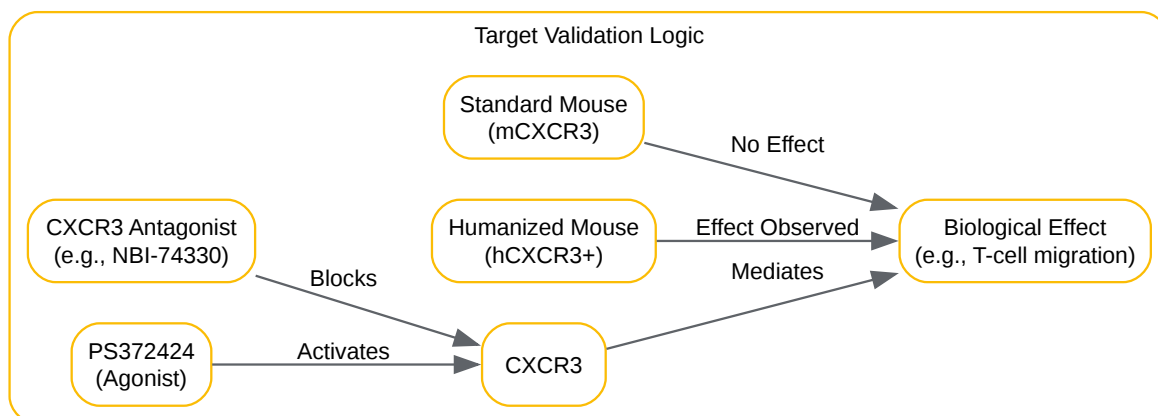 Target Validation Logic
Standard Mouse
(mCXCR3)
No Effect
CXCR3 Antagonist
(e.g., NBI-74330)
Humanized Mouse
(hCXCR3+)
Effect Observed
Biological Effect
(e.g., T-cell migration)
Blocks
Mediates
PS372424
(Agonist)
Activates
CXCR3